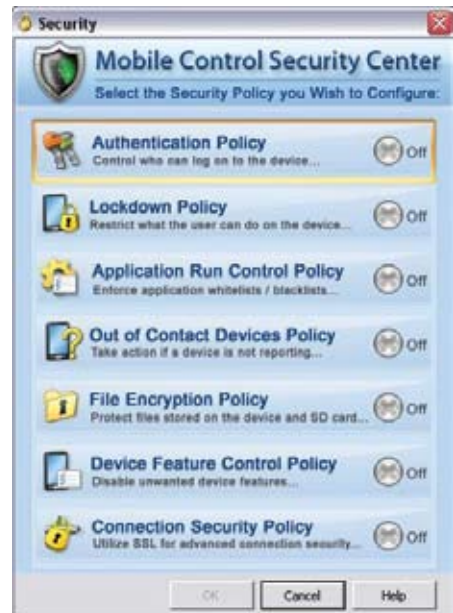 Security
Mobile Control Security Center
Select the Security Policy you Wish to Configure:
Authentication Policy
Control who can log on to the device...
Off
Lockdown Policy
Restrict what the user can do on the device...
Off
Application Run Control Policy
Enforce application whitelists / blacklists...
Off
Out of Contact Devices Policy
Take action if a device is not reporting...
Off
File Encryption Policy
Protect files stored on the device and SD card...
Off
Device Feature Control Policy
Disable unwanted device features...
Off
Connection Security Policy
Utilize SSL for advanced connection security...
Off
OK
Cancel
Help